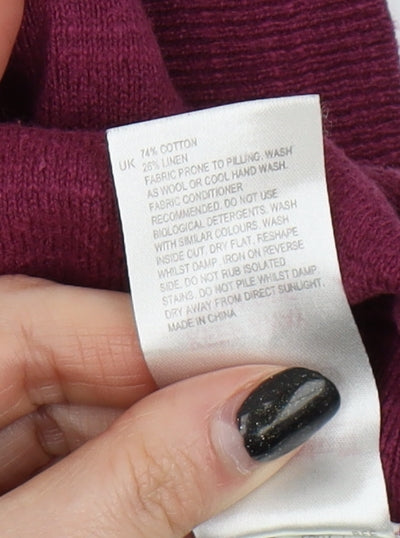 UK 74% COTTON
26% LINEN
FABRIC PRONE TO PILLING. WASH
AS WOOL OR COOL HAND WASH.
FABRIC CONDITIONER
RECOMMENDED. DO NOT USE
BIOLOGICAL DETERGENTS. WASH
WITH SIMILAR COLOURS. WASH
INSIDE OUT. DRY FLAT. RESHAPE
WHILST DAMP. IRON ON REVERSE
SIDE. DO NOT RUB ISOLATED
STAINS. DO NOT PILE WHILST DAMP.
DRY AWAY FROM DIRECT SUNLIGHT.
MADE IN CHINA